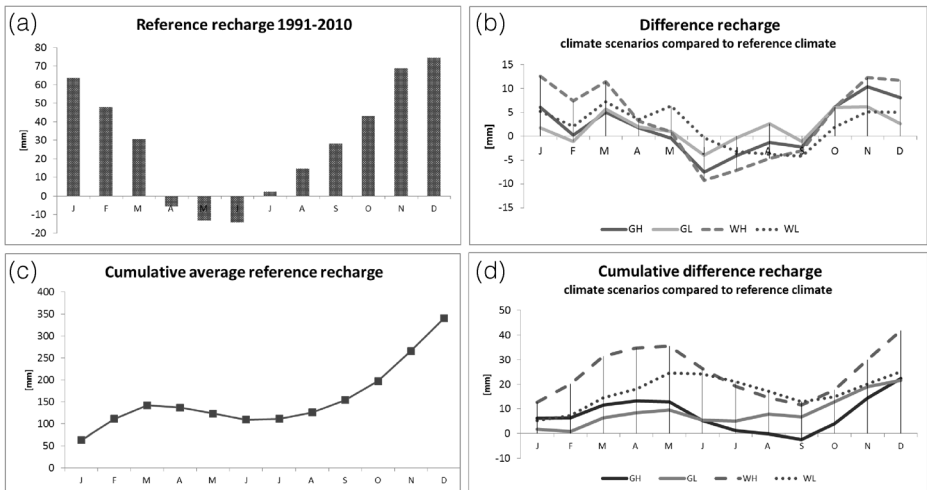 (a)
Reference recharge 1991-2010
80
70
60
50
40
30
20
10
0
-10
-20
[mm]
J F M A M J J A S O N D
(b)
Difference recharge
climate scenarios compared to reference climate
15
10
5
0
-5
-10
-15
[mm]
J F M A M J J A S O N D
GH GL WH WL
(c)
Cumulative average reference recharge
400
350
300
250
200
150
100
50
0
[mm]
J F M A M J J A S O N D
(d)
Cumulative difference recharge
climate scenarios compared to reference climate
50
40
30
20
10
0
-10
[mm]
J F M A M J J A S O N D
GH GL WH WL